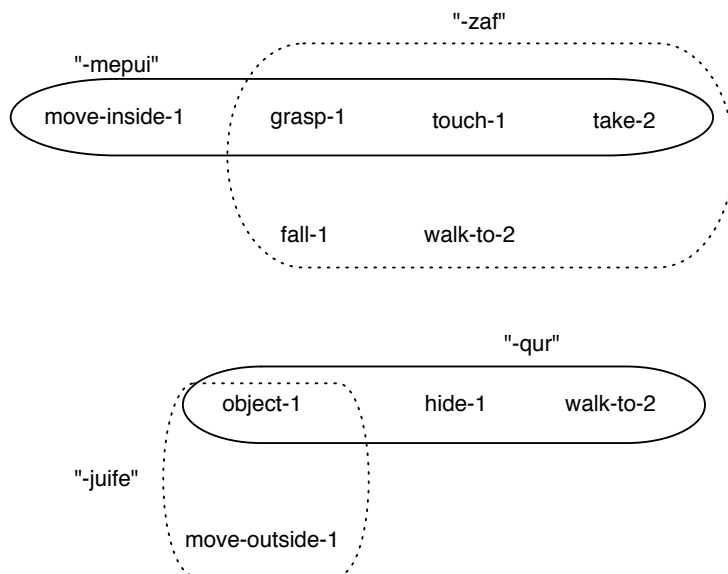 "-zaf"
"-mepui"
move-inside-1 grasp-1 touch-1 take-2
fall-1 walk-to-2
"-qur"
object-1 hide-1 walk-to-2
"-juife"
move-outside-1